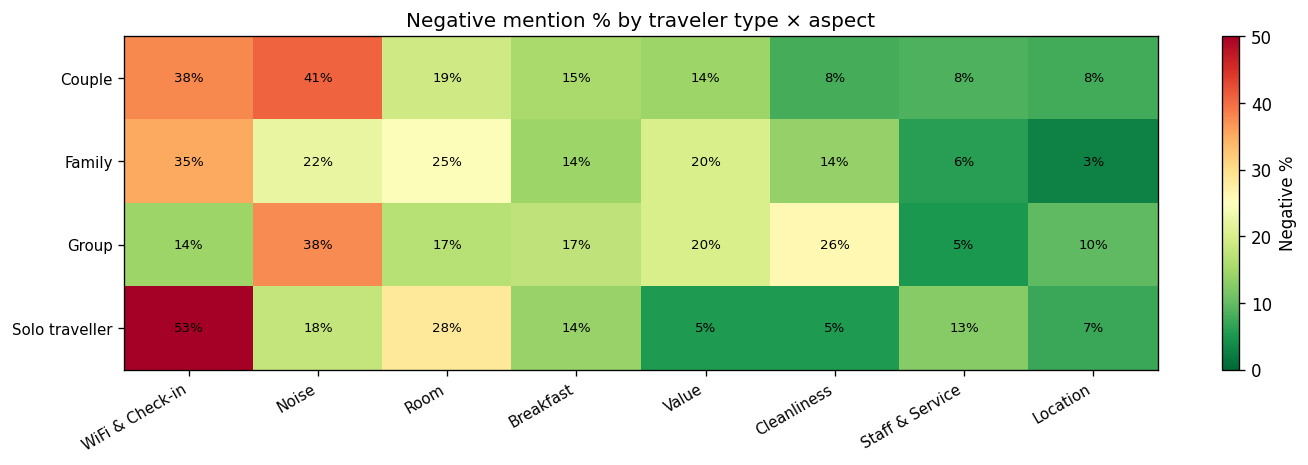 Negative mention % by traveler type × aspect
Couple 38% 41% 19% 15% 14% 8% 8% 8%
Family 35% 22% 25% 14% 20% 14% 6% 3%
Group 14% 38% 17% 17% 20% 26% 5% 10%
Solo traveller 53% 18% 28% 14% 5% 5% 13% 7%
WiFi & Check-in Noise Room Breakfast Value Cleanliness Staff & Service Location
50
40
30
20
10
0
Negative %